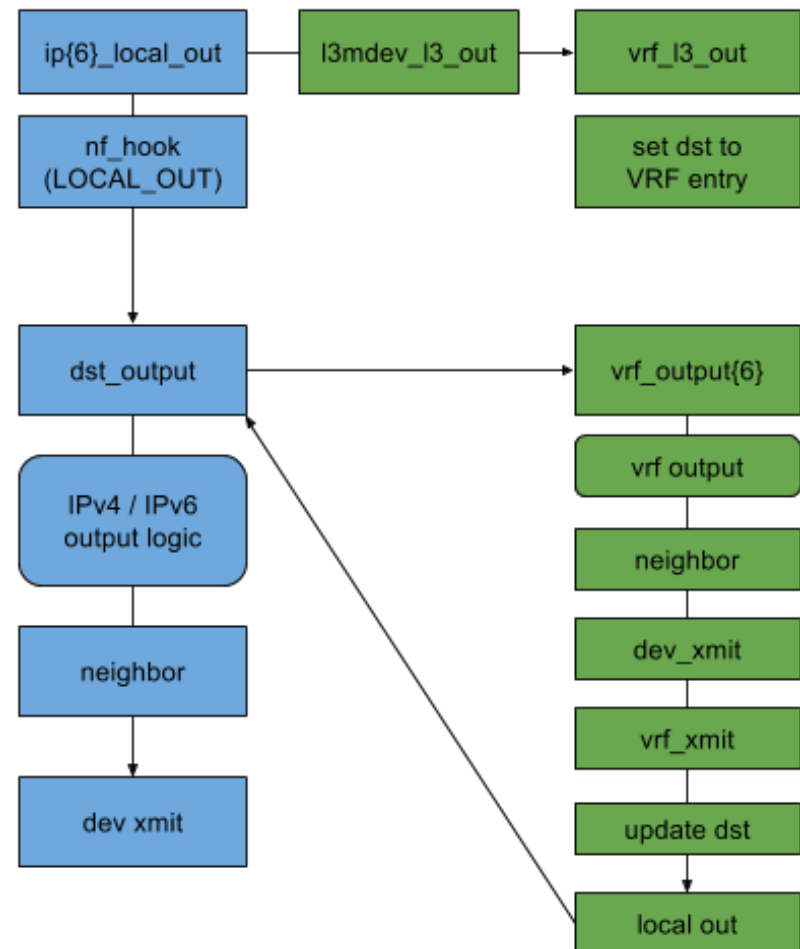 ip{6}_local_out
l3mdev_l3_out
vrf_l3_out
nf_hook
(LOCAL_OUT)
set dst to
VRF entry
dst_output
vrf_output{6}
vrf output
IPv4 / IPv6
output logic
neighbor
neighbor
dev_xmit
vrf_xmit
dev xmit
update dst
local out